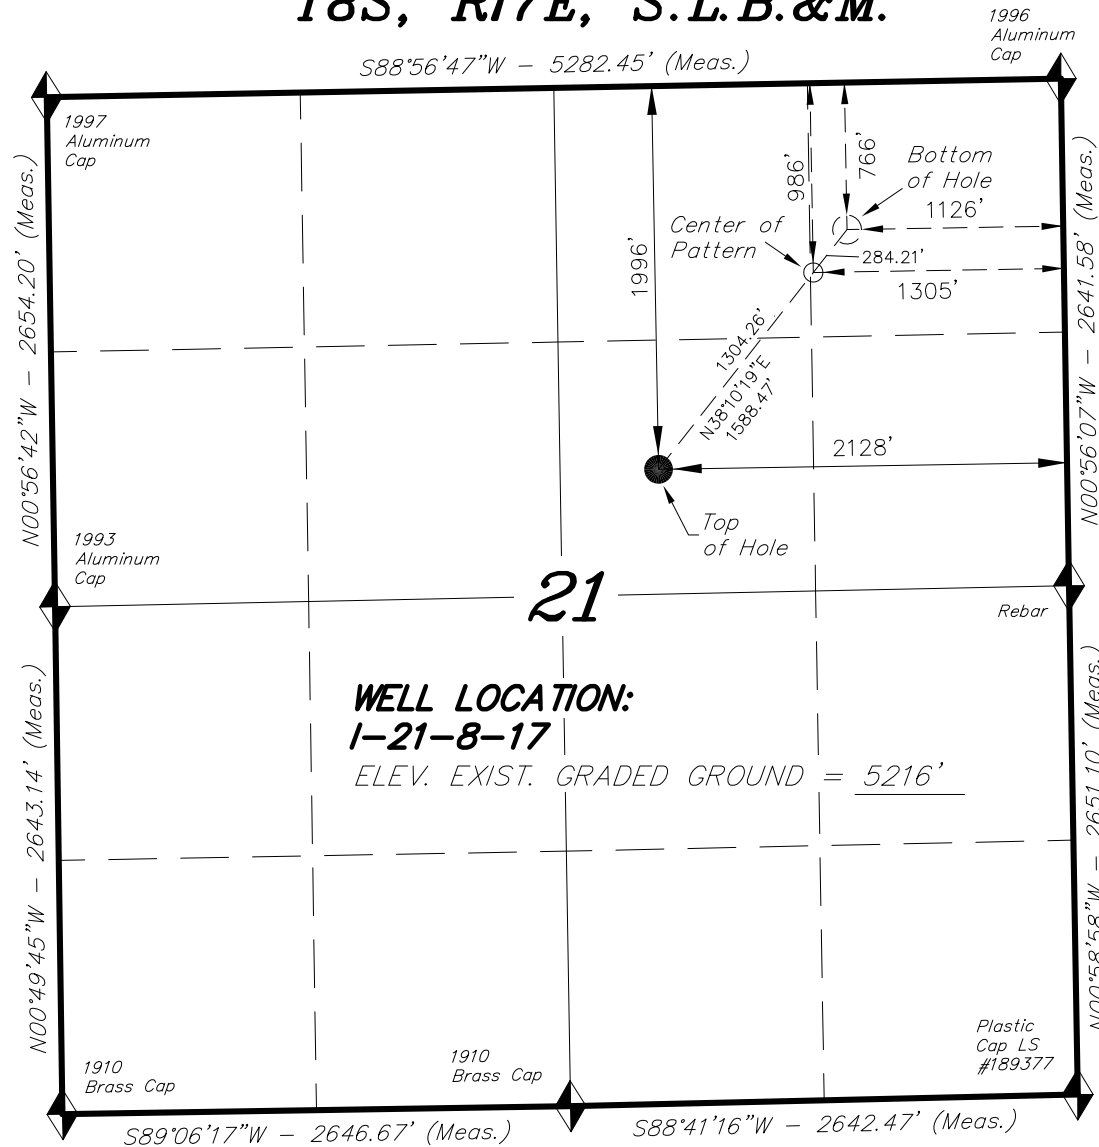 T8S, R17E, S.L.B.&M.
1996
Aluminum
Cap
S88°56'47"W - 5282.45' (Meas.)
1997
Aluminum
Cap
N00°56'42"W - 2654.20' (Meas.)
1996'
986'
766'
Bottom
of Hole
1126'
Center of
Pattern
284.21'
1305'
N00°56'07"W - 2641.58' (Meas.)
1304.26'
N38°10'19"E
1588.47'
2128'
Top
of Hole
1993
Aluminum
Cap
21
Rebar
WELL LOCATION:
I-21-8-17
ELEV. EXIST. GRADED GROUND = 5216'
N00°49'45"W - 2643.14' (Meas.)
N00°58'58"W - 2651.10' (Meas.)
1910
Brass Cap
1910
Brass Cap
Plastic
Cap LS
#189377
S89°06'17"W - 2646.67' (Meas.)
S88°41'16"W - 2642.47' (Meas.)